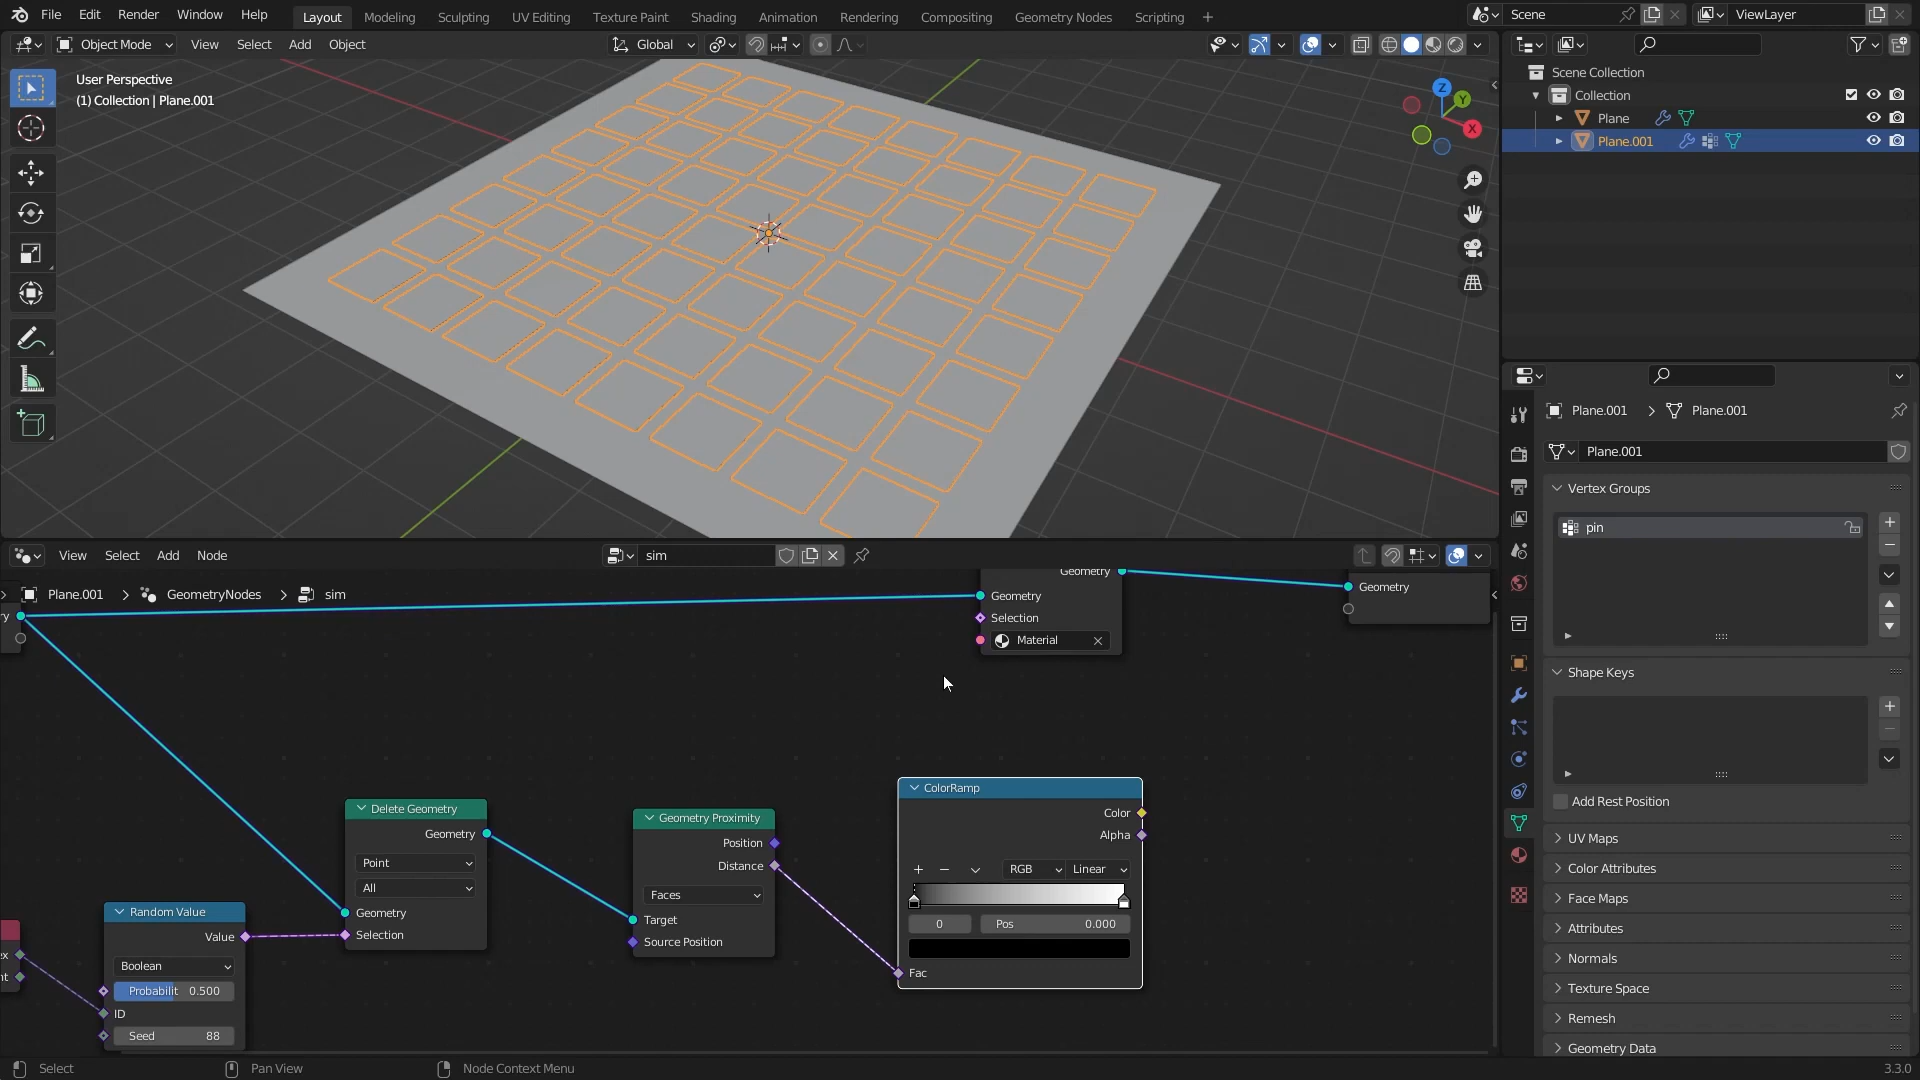 File Edit Render Window Help Layout Modeling Sculpting UV Editing Texture Paint Shading Animation Rendering Compositing Geometry Nodes Scripting + Scene ViewLayer
Object Mode View Select Add Object Global
User Perspective
(1) Collection | Plane.001
Z
Y
X
Scene Collection
Collection
Plane
Plane.001
Plane.001 Plane.001
Plane.001
Vertex Groups
pin
Shape Keys
Add Rest Position
UV Maps
Color Attributes
Face Maps
Attributes
Normals
Texture Space
Remesh
Geometry Data
View Select Add Node sim
Plane.001 GeometryNodes sim
Geometry
Geometry
Selection
Material
Geometry
Delete Geometry
Geometry
Point
All
Geometry
Selection
Random Value
Value
Boolean
Probabilit 0.500
ID
Seed 88
Geometry Proximity
Position
Distance
Faces
Target
Source Position
ColorRamp
Color
Alpha
RGB Linear
0 Pos 0.000
Fac
Select Pan View Node Context Menu 3.3.0